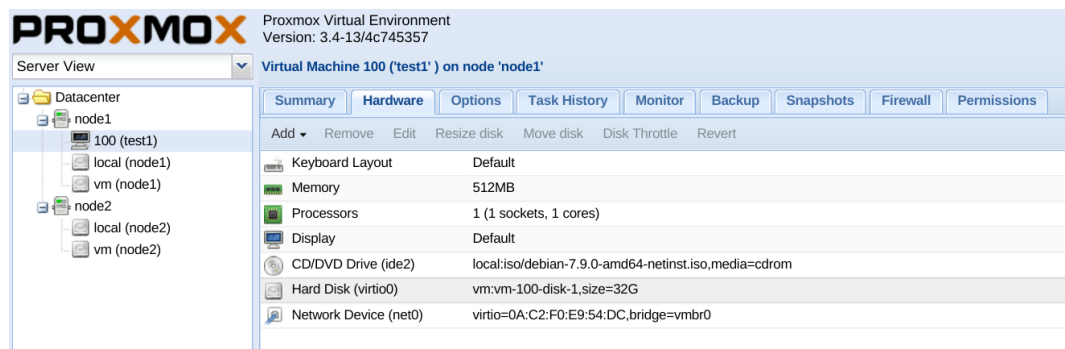 PROXMOX
Proxmox Virtual Environment
Version: 3.4-13/4c745357
Server View
Virtual Machine 100 ('test1' ) on node 'node1'
Datacenter
node1
100 (test1)
local (node1)
vm (node1)
node2
local (node2)
vm (node2)
Summary Hardware Options Task History Monitor Backup Snapshots Firewall Permissions
Add Remove Edit Resize disk Move disk Disk Throttle Revert
Keyboard Layout Default
Memory 512MB
Processors 1 (1 sockets, 1 cores)
Display Default
CD/DVD Drive (ide2) local:iso/debian-7.9.0-amd64-netinst.iso,media=cdrom
Hard Disk (virtio0) vm:vm-100-disk-1,size=32G
Network Device (net0) virtio=0A:C2:F0:E9:54:DC,bridge=vmbr0